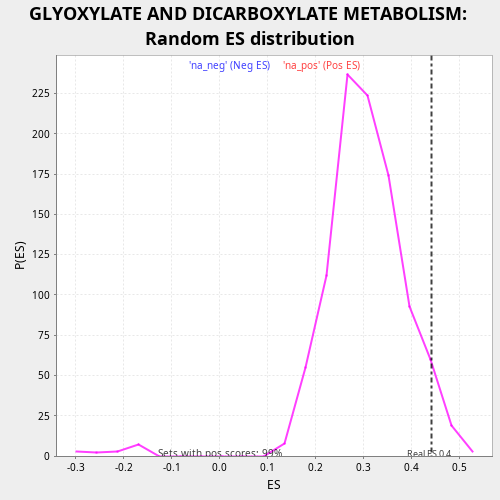 GLYOXYLATE AND DICARBOXYLATE METABOLISM:
Random ES distribution
'na_neg' (Neg ES) 'na_pos' (Pos ES)
P(ES)
225
200
175
150
125
100
75
50
25
0
Sets with pos scores: 99%
Real ES 0.4
-0.3 -0.2 -0.1 0.0 0.1 0.2 0.3 0.4 0.5
ES